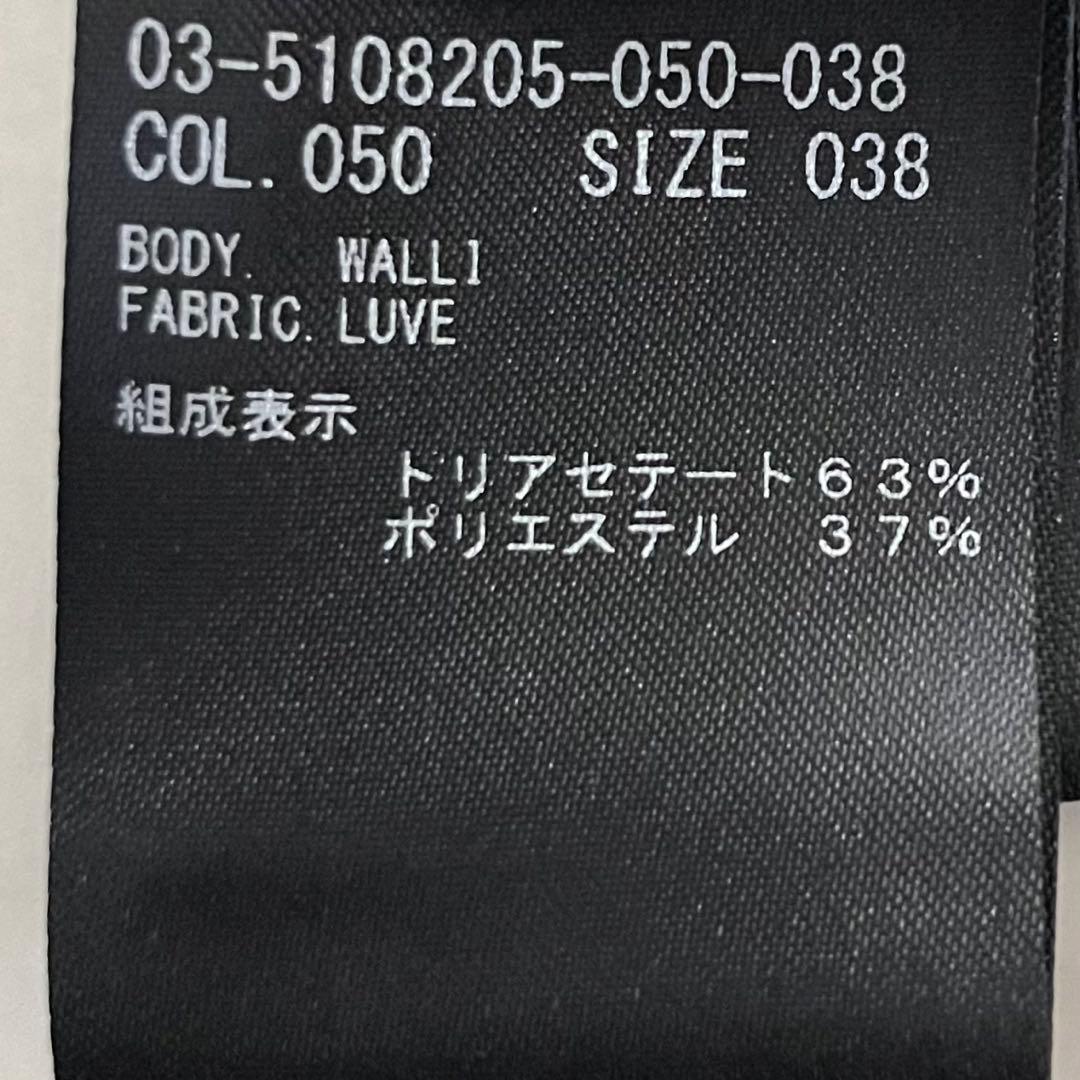 03-5108205-050-038
COL. 050 SIZE 038
BODY. WALLI
FABRIC. LUVE
組成表示
トリアセテート63%
ポリエステル 37%